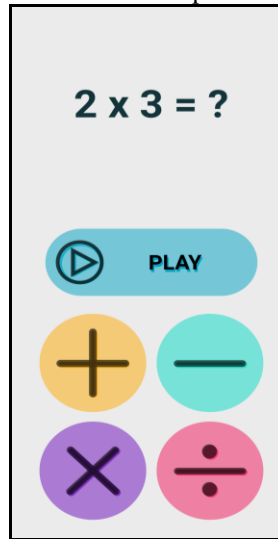 2 x 3 = ?
PLAY
+ −
× ÷